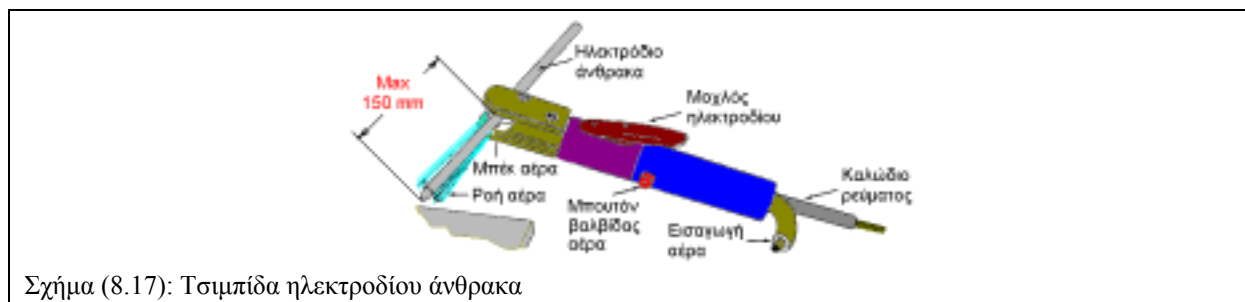 Ηλεκτρόδιο
άνθρακα
Max
150 mm
Μοχλός
ηλεκτροδίου
Μπέκ αέρα
Ροή αέρα
Μπουτόν
βαλβίδας
αέρα
Καλώδιο
ρεύματος
Εισαγωγή
αέρα
Σχήμα (8.17): Τσιμπίδα ηλεκτροδίου άνθρακα